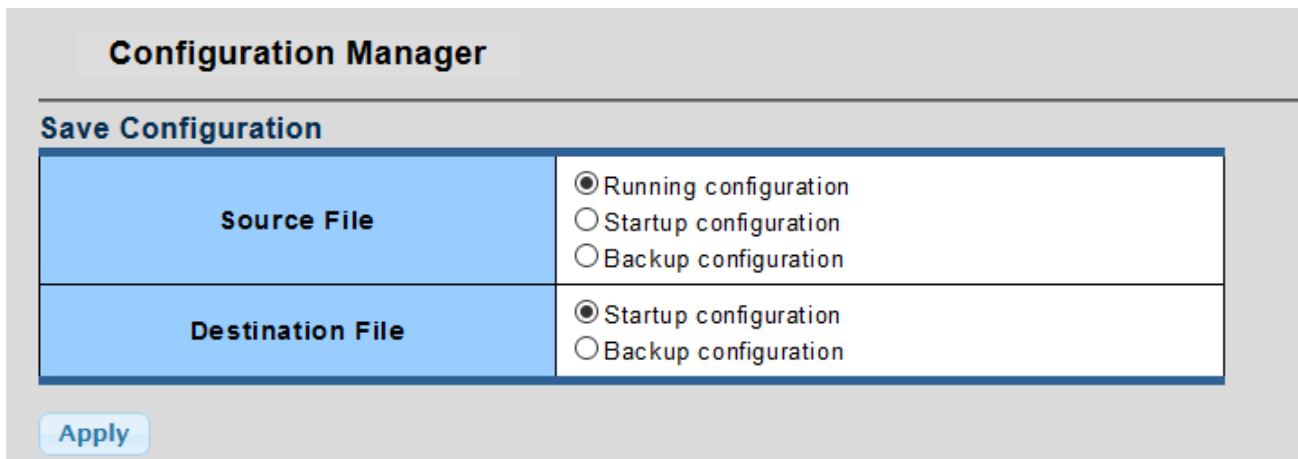 Configuration Manager
Save Configuration
Source File
Running configuration
Startup configuration
Backup configuration
Destination File
Startup configuration
Backup configuration
Apply